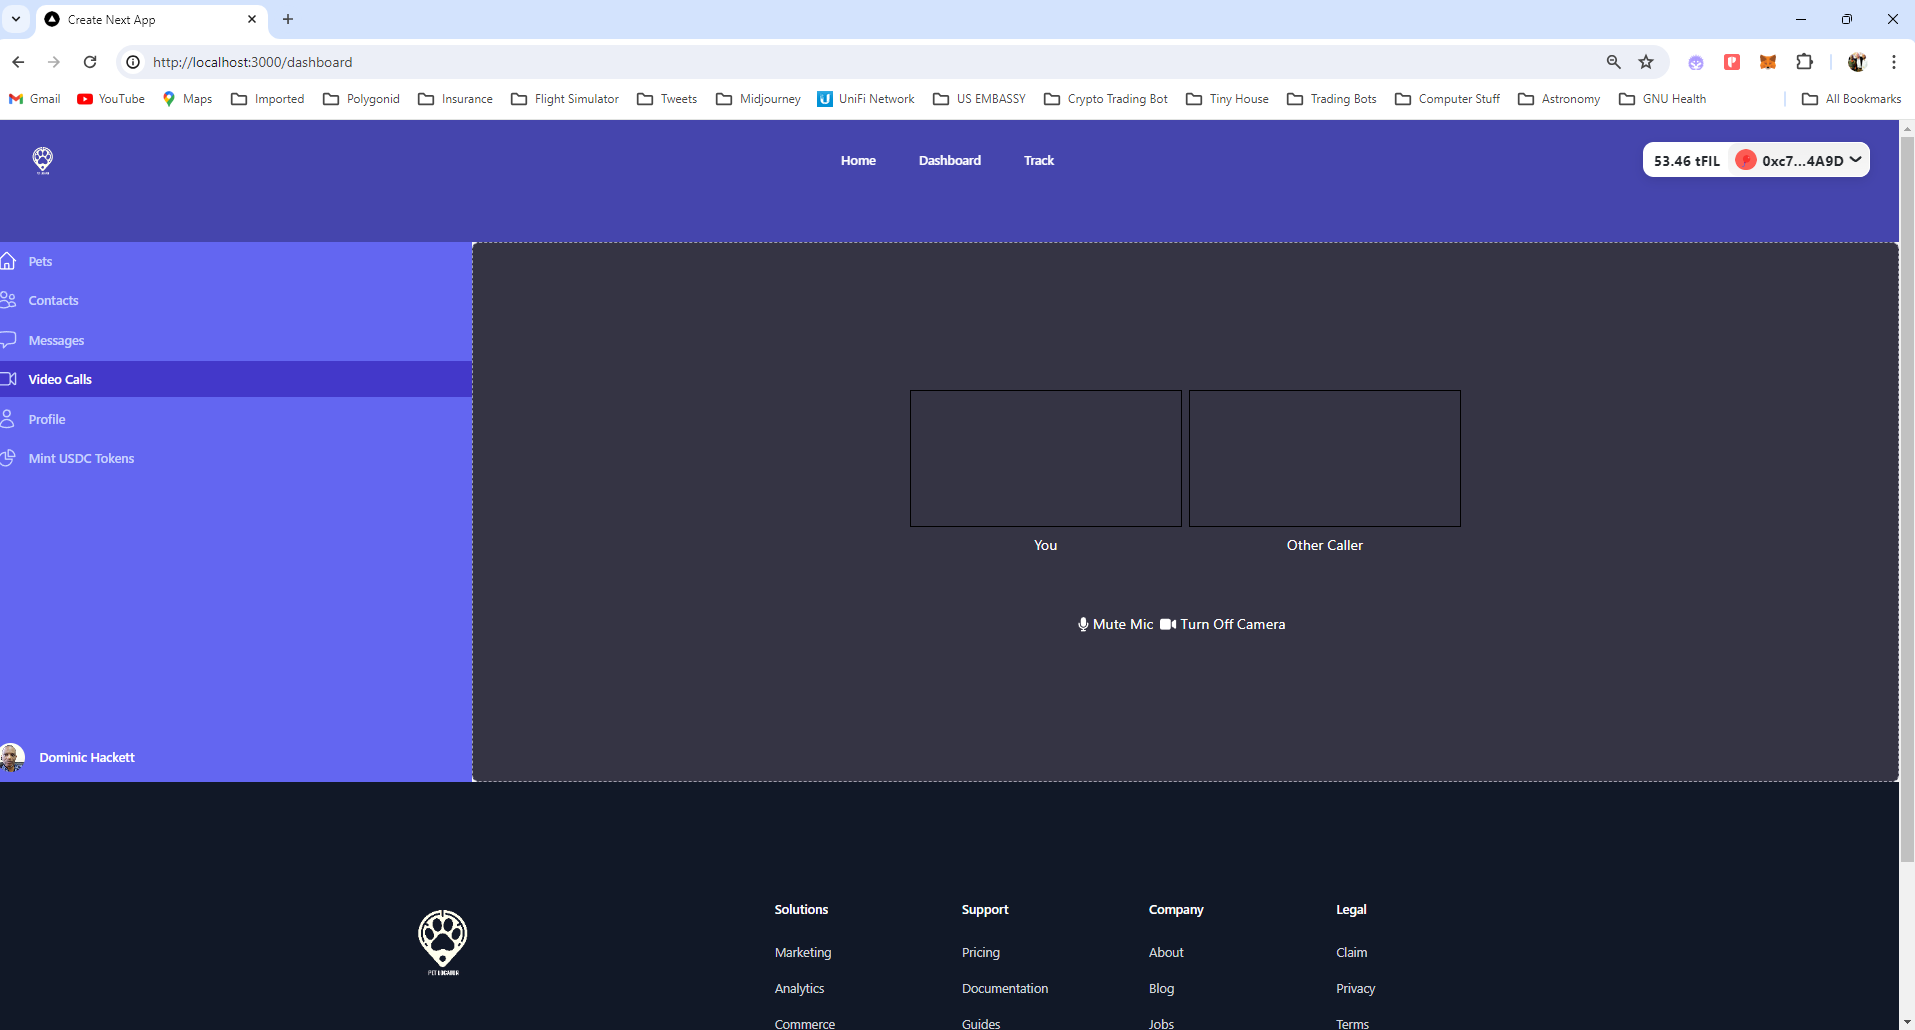 Create Next App
http://localhost:3000/dashboard
Gmail YouTube Maps Imported Polygonid Insurance Flight Simulator Tweets Midjourney UniFi Network US EMBASSY Crypto Trading Bot Tiny House Trading Bots Computer Stuff Astronomy GNU Health All Bookmarks
Home Dashboard Track 53.46 tFIL 0xc7...4A9D
Pets
Contacts
Messages
Video Calls
Profile
Mint USDC Tokens
You Other Caller
Mute Mic Turn Off Camera
Dominic Hackett
Solutions Support Company Legal
Marketing Pricing About Claim
Analytics Documentation Blog Privacy
Commerce Guides Jobs Terms
PET LOCATOR